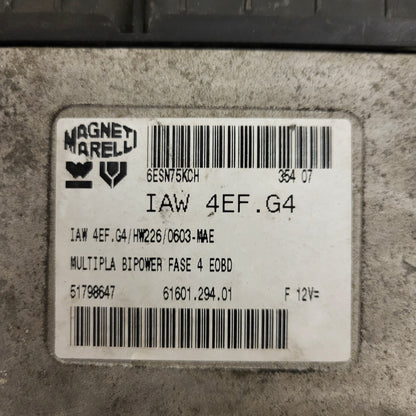 MAGNETI
MARELLI
6ESN75KCH 354 07
IAW 4EF.G4
IAW 4EF.G4/HW226/0603-MAE
MULTIPLA BIPOWER FASE 4 EOBD
51798647 61601.294.01 F 12V=